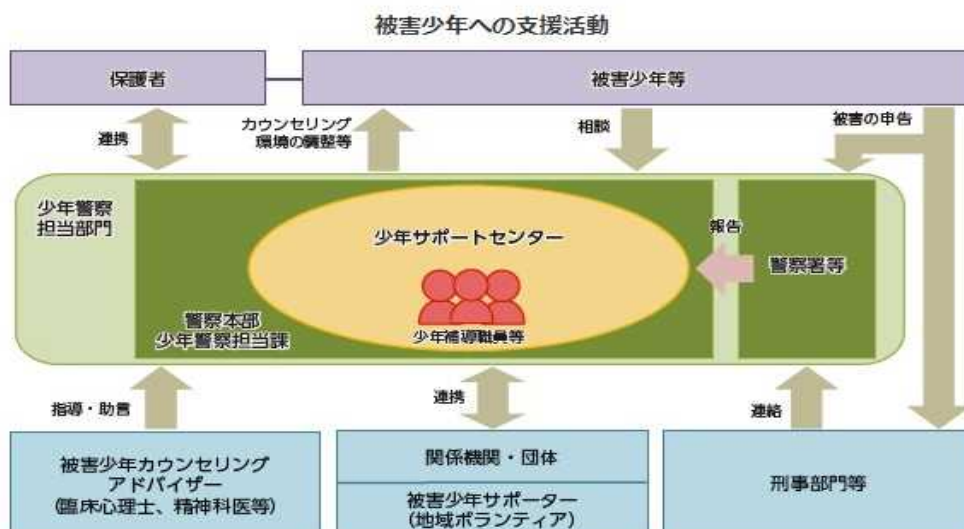 被害少年への支援活動
保護者
被害少年等
連携
カウンセリング
環境の調整等
相談
被害の申告
少年警察
担当部門
少年サポートセンター
報告
警察署等
少年補導職員等
警察本部
少年警察担当課
指導・助言
連携
連絡
被害少年カウンセリング
アドバイザー
(臨床心理士、精神科医等)
関係機関・団体
被害少年サポーター
(地域ボランティア)
刑事部門等